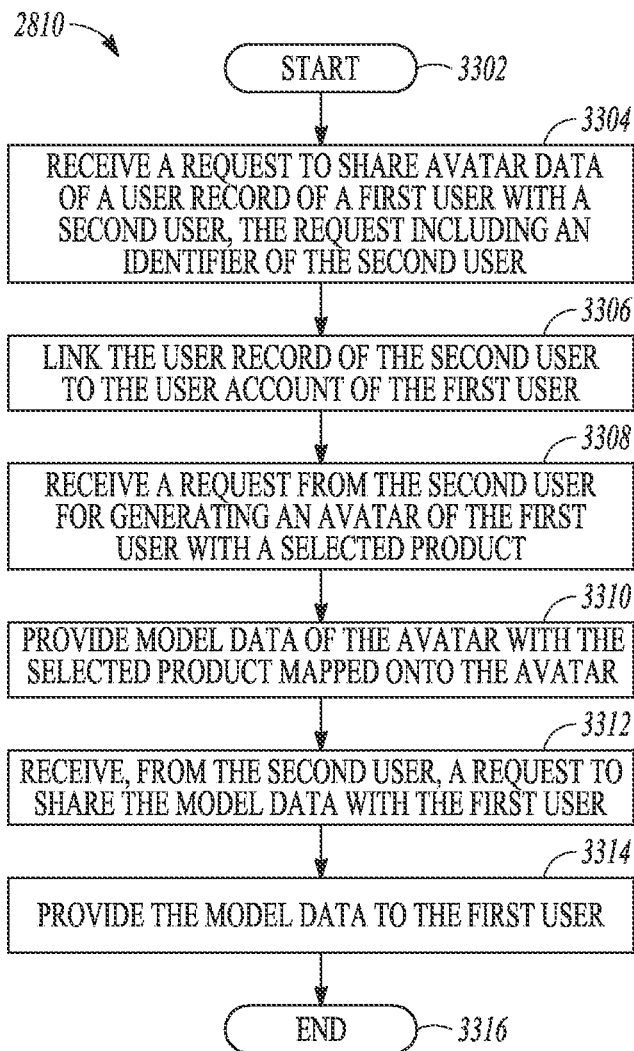 2810
START
3302
3304
RECEIVE A REQUEST TO SHARE AVATAR DATA
OF A USER RECORD OF A FIRST USER WITH A
SECOND USER, THE REQUEST INCLUDING AN
IDENTIFIER OF THE SECOND USER
3306
LINK THE USER RECORD OF THE SECOND USER
TO THE USER ACCOUNT OF THE FIRST USER
3308
RECEIVE A REQUEST FROM THE SECOND USER
FOR GENERATING AN AVATAR OF THE FIRST
USER WITH A SELECTED PRODUCT
3310
PROVIDE MODEL DATA OF THE AVATAR WITH THE
SELECTED PRODUCT MAPPED ONTO THE AVATAR
3312
RECEIVE, FROM THE SECOND USER, A REQUEST TO
SHARE THE MODEL DATA WITH THE FIRST USER
3314
PROVIDE THE MODEL DATA TO THE FIRST USER
END
3316